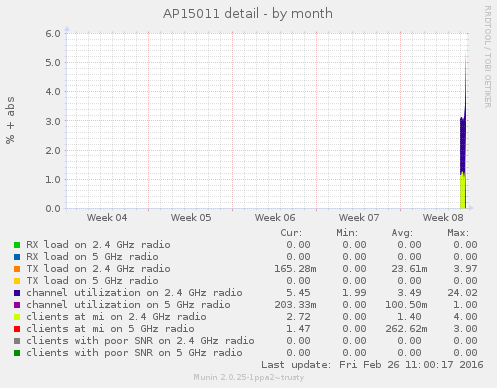 AP15011 detail - by month
RRDTOOL / TOBI OETIKER
% + abs
6.0
5.0
4.0
3.0
2.0
1.0
0.0
Week 04 Week 05 Week 06 Week 07 Week 08
Cur: Min: Avg: Max:
RX load on 2.4 GHz radio 0.00 0.00 0.00 0.00
RX load on 5 GHz radio 0.00 0.00 0.00 0.00
TX load on 2.4 GHz radio 165.28m 0.00 23.61m 3.97
TX load on 5 GHz radio 0.00 0.00 0.00 0.00
channel utilization on 2.4 GHz radio 5.45 1.99 3.49 24.02
channel utilization on 5 GHz radio 203.33m 0.00 100.50m 1.00
clients at mi on 2.4 GHz radio 2.72 0.00 1.40 4.00
clients at mi on 5 GHz radio 1.47 0.00 262.62m 3.00
clients with poor SNR on 2.4 GHz radio 0.00 0.00 0.00 0.00
clients with poor SNR on 5 GHz radio 0.00 0.00 0.00 0.00
Last update: Fri Feb 26 11:00:17 2016
Munin 2.0.25-1ppa2~trusty